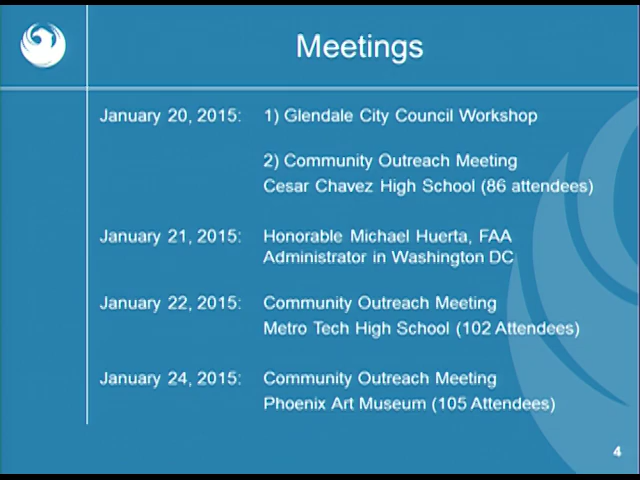 Meetings
January 20, 2015: 1) Glendale City Council Workshop
2) Community Outreach Meeting
Cesar Chavez High School (86 attendees)
January 21, 2015: Honorable Michael Huerta, FAA
Administrator in Washington DC
January 22, 2015: Community Outreach Meeting
Metro Tech High School (102 Attendees)
January 24, 2015: Community Outreach Meeting
Phoenix Art Museum (105 Attendees)
4